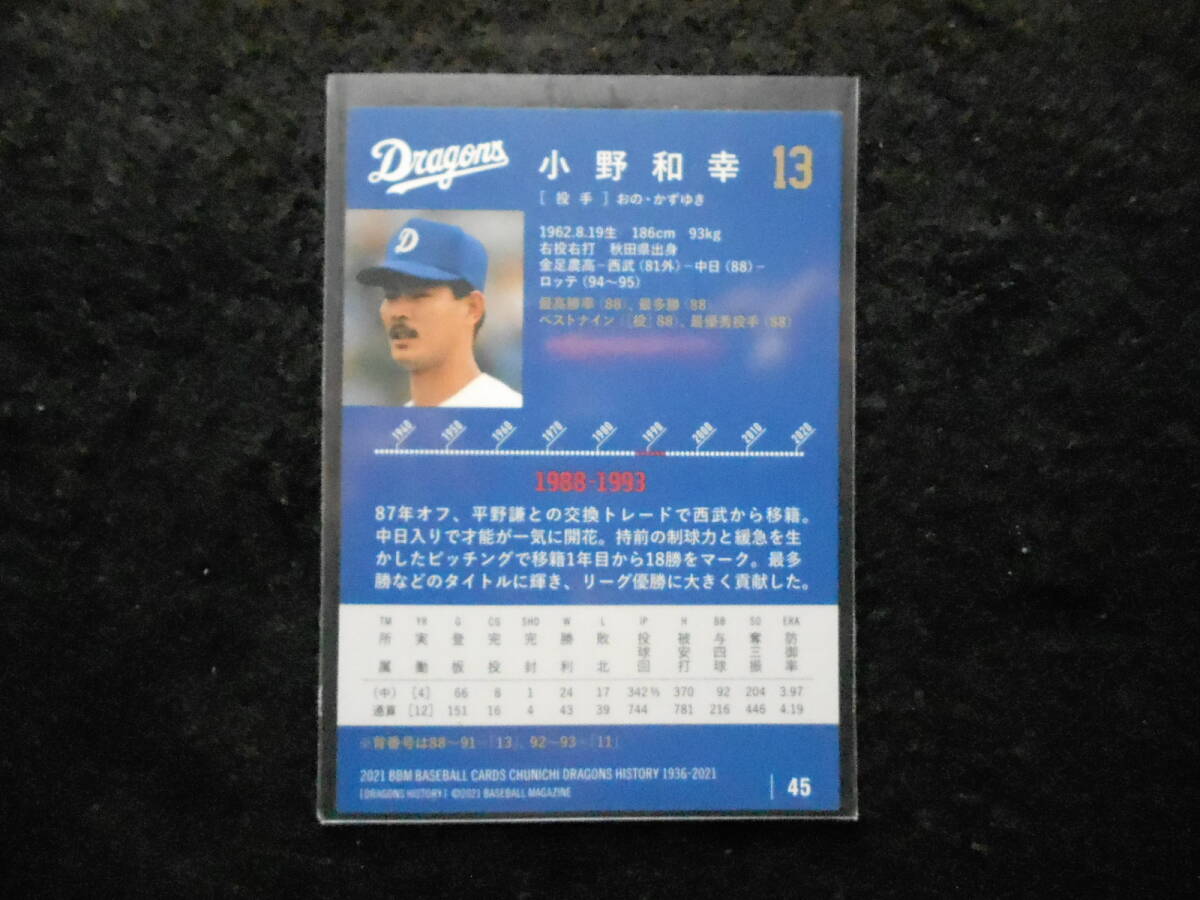 Dragons 小野和幸 13
[投手] おの・かずゆき
D
1962.8.19生 186cm 93kg
右投右打 秋田県出身
金足農高−西武(81外)−中日(88)−
ロッテ(94〜95)
最高勝率(88)、最多勝(88)
ベストナイン([投]88)、最優秀投手(88)
1940 1950 1960 1970 1980 1990 2000 2010 2020
1988-1993
87年オフ、平野謙との交換トレードで西武から移籍。
中日入りで才能が一気に開花。持前の制球力と緩急を生
かしたピッチングで移籍1年目から18勝をマーク。最多
勝などのタイトルに輝き、リーグ優勝に大きく貢献した。
TM YR G CG SHO W L IP H BB SO ERA
所属 実働 登板 完投 完封 勝利 敗北 投球回 被安打 与四球 奪三振 防御率
(中) [4] 66 8 1 24 17 342 370 92 204 3.97
通算 [12] 151 16 4 43 39 744 781 216 446 4.19
※背番号は88〜91=[13]、92〜93=[11]
2021 BBM BASEBALL CARDS CHUNICHI DRAGONS HISTORY 1936-2021
[DRAGONS HISTORY] ©2021 BASEBALL MAGAZINE
45